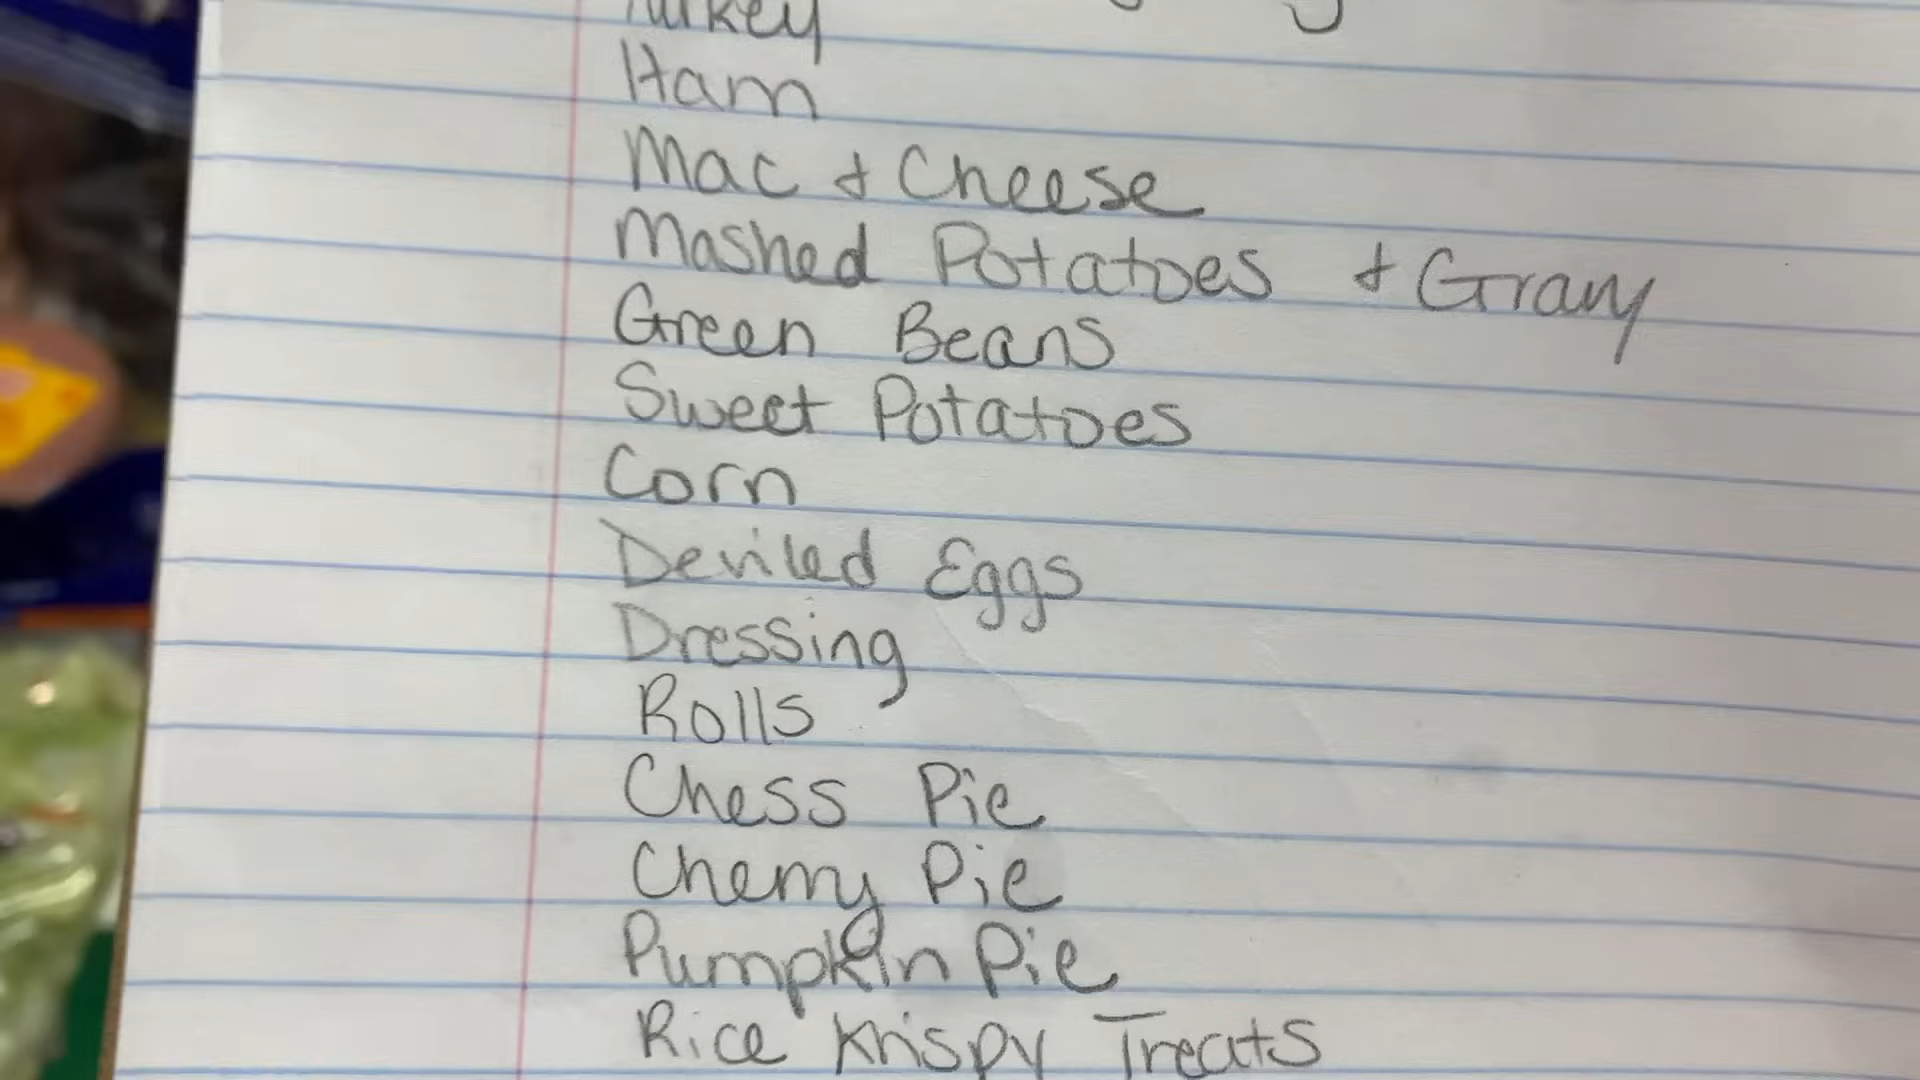 Turkey
Ham
Mac + Cheese
Mashed Potatoes + Gravy
Green Beans
Sweet Potatoes
Corn
Deviled Eggs
Dressing
Rolls
Chess Pie
Cherry Pie
Pumpkin Pie
Rice Krispy Treats